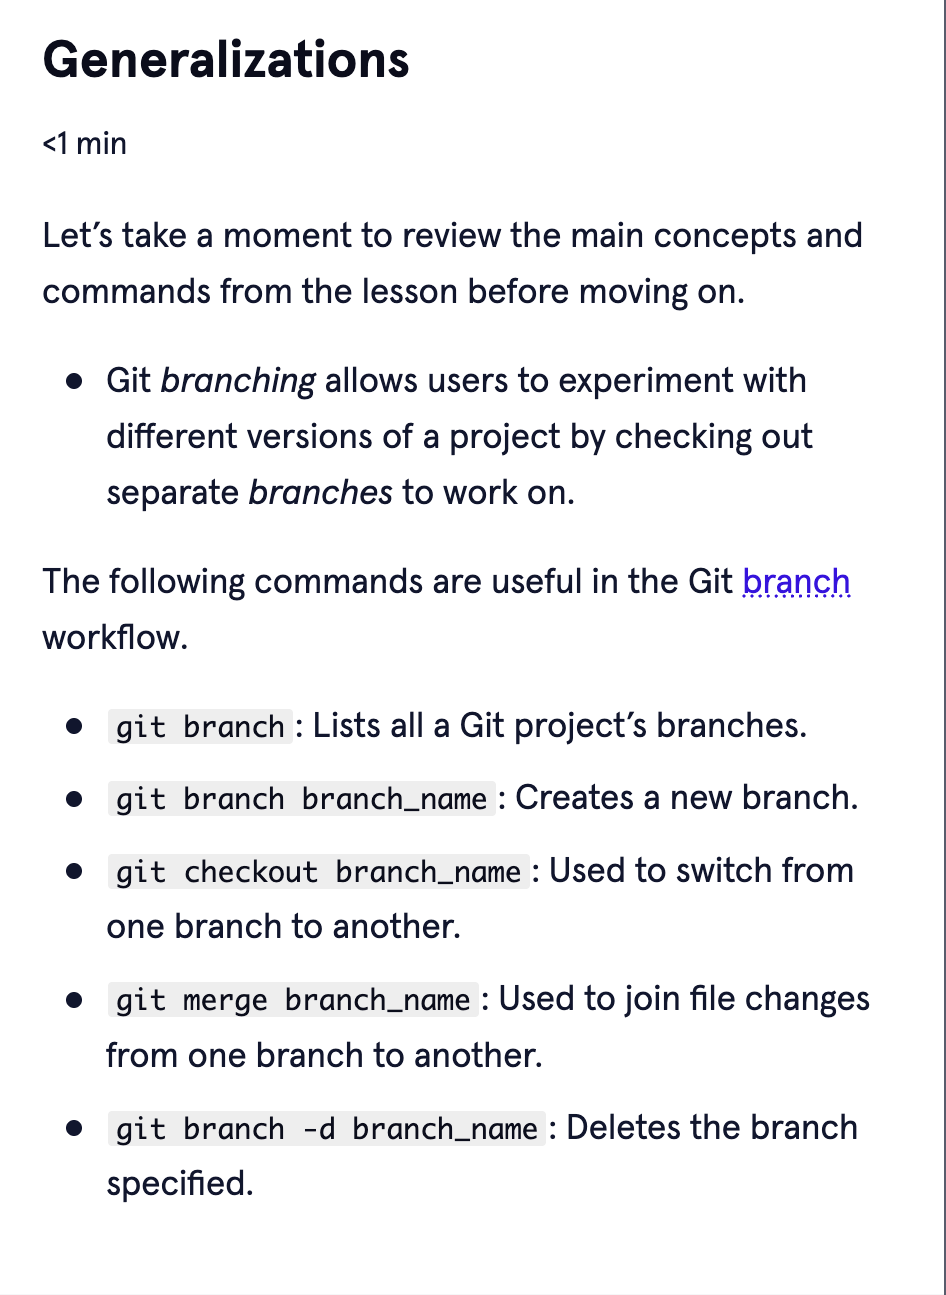 Generalizations
<1 min
Let’s take a moment to review the main concepts and
commands from the lesson before moving on.
● Git branching allows users to experiment with
different versions of a project by checking out
separate branches to work on.
The following commands are useful in the Git branch
workflow.
● git branch: Lists all a Git project’s branches.
● git branch branch_name: Creates a new branch.
● git checkout branch_name: Used to switch from
one branch to another.
● git merge branch_name: Used to join file changes
from one branch to another.
● git branch -d branch_name: Deletes the branch
specified.